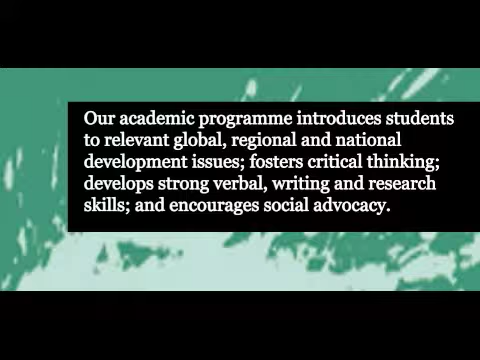 Our academic programme introduces students
to relevant global, regional and national
development issues; fosters critical thinking;
develops strong verbal, writing and research
skills; and encourages social advocacy.